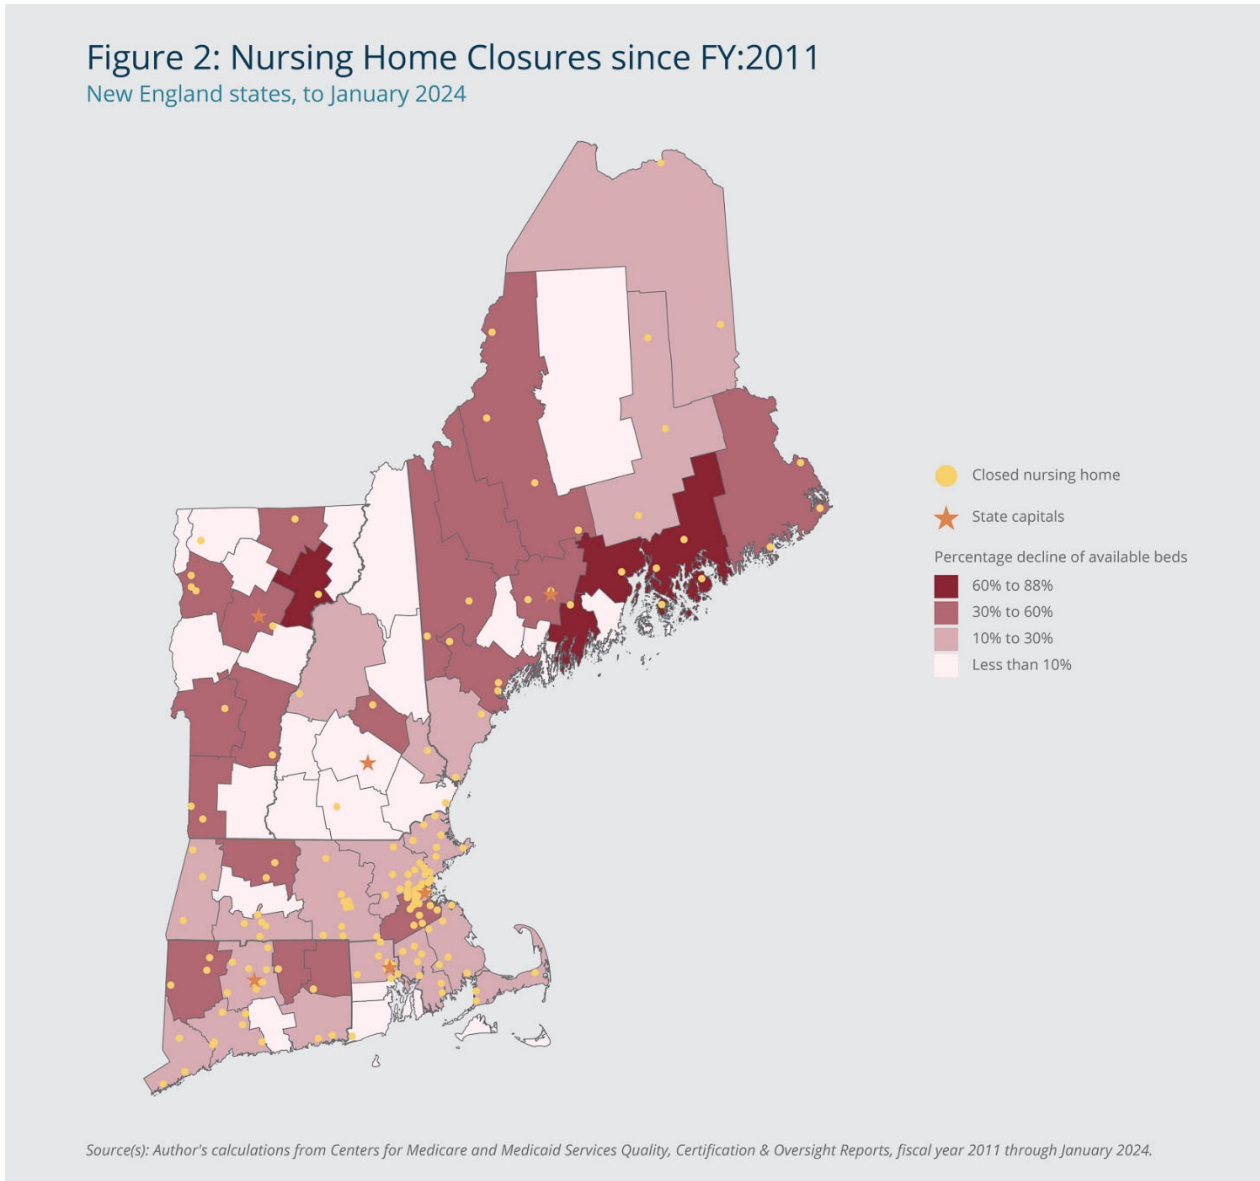 Figure 2: Nursing Home Closures since FY:2011
New England states, to January 2024
Closed nursing home
State capitals
Percentage decline of available beds
60% to 88%
30% to 60%
10% to 30%
Less than 10%
Source(s): Author's calculations from Centers for Medicare and Medicaid Services Quality, Certification & Oversight Reports, fiscal year 2011 through January 2024.